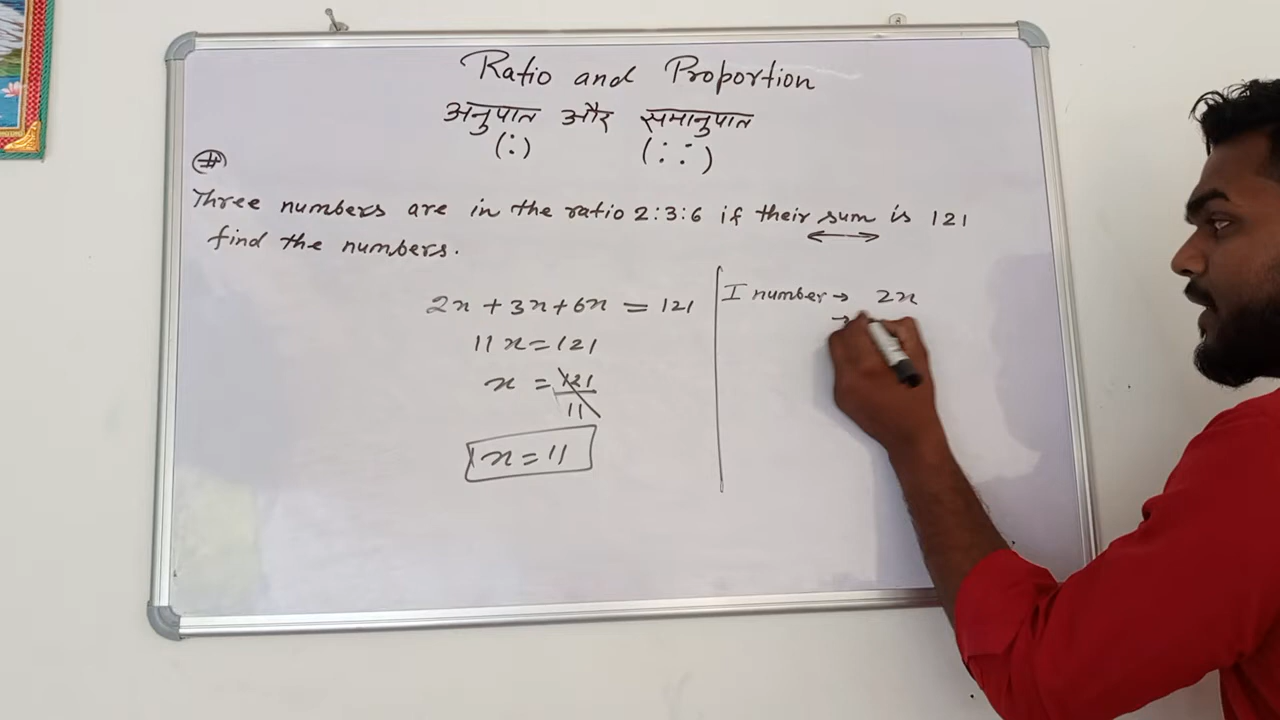 Ratio and Proportion
अनुपात और समानुपात
(:) (::)
#
Three numbers are in the ratio 2:3:6 if their sum is 121
find the numbers.
2x + 3x + 6x = 121
11x = 121
x = 121/11
x = 11
I number → 2x
→